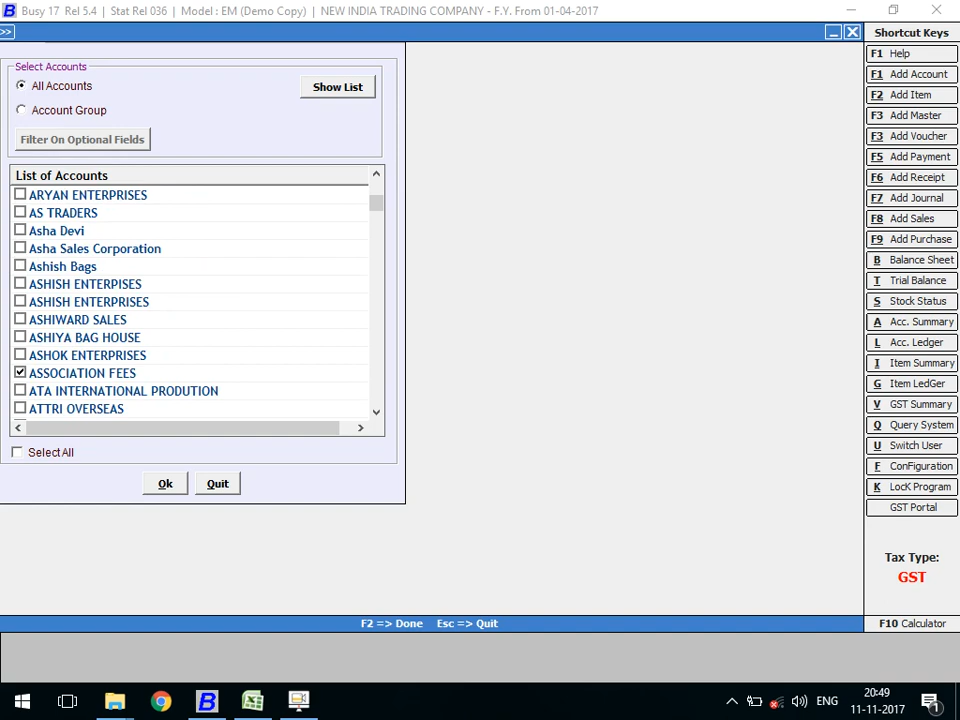 B Busy 17 Rel 5.4 | Stat Rel 036 | Model : EM (Demo Copy) | NEW INDIA TRADING COMPANY - F.Y. From 01-04-2017
>>
Select Accounts
All Accounts
Show List
Account Group
Filter On Optional Fields
List of Accounts
ARYAN ENTERPRISES
AS TRADERS
Asha Devi
Asha Sales Corporation
Ashish Bags
ASHISH ENTERPISES
ASHISH ENTERPRISES
ASHIWARD SALES
ASHIYA BAG HOUSE
ASHOK ENTERPRISES
ASSOCIATION FEES
ATA INTERNATIONAL PRODUTION
ATTRI OVERSEAS
Select All
Ok Quit
F2 => Done Esc => Quit
Shortcut Keys
F1 Help
F1 Add Account
F2 Add Item
F3 Add Master
F3 Add Voucher
F5 Add Payment
F6 Add Receipt
F7 Add Journal
F8 Add Sales
F9 Add Purchase
B Balance Sheet
T Trial Balance
S Stock Status
A Acc. Summary
L Acc. Ledger
I Item Summary
G Item LedGer
V GST Summary
Q Query System
U Switch User
F ConFiguration
K LocK Program
GST Portal
Tax Type:
GST
F10 Calculator
B
ENG
20:49
11-11-2017
1